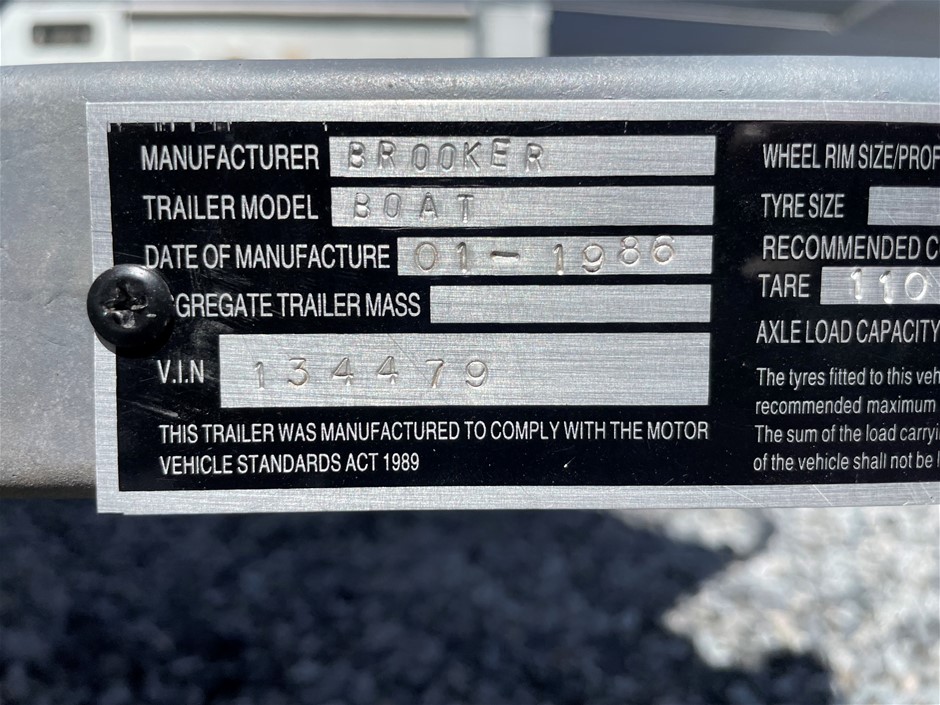 MANUFACTURER BROOKER
TRAILER MODEL BOAT
DATE OF MANUFACTURE 01-1986
GREGATE TRAILER MASS
V.I.N 134479
THIS TRAILER WAS MANUFACTURED TO COMPLY WITH THE MOTOR
VEHICLE STANDARDS ACT 1989
WHEEL RIM SIZE/PROF
TYRE SIZE
RECOMMENDED C
TARE 110
AXLE LOAD CAPACITY
The tyres fitted to this veh
recommended maximum
The sum of the load carryi
of the vehicle shall not be l